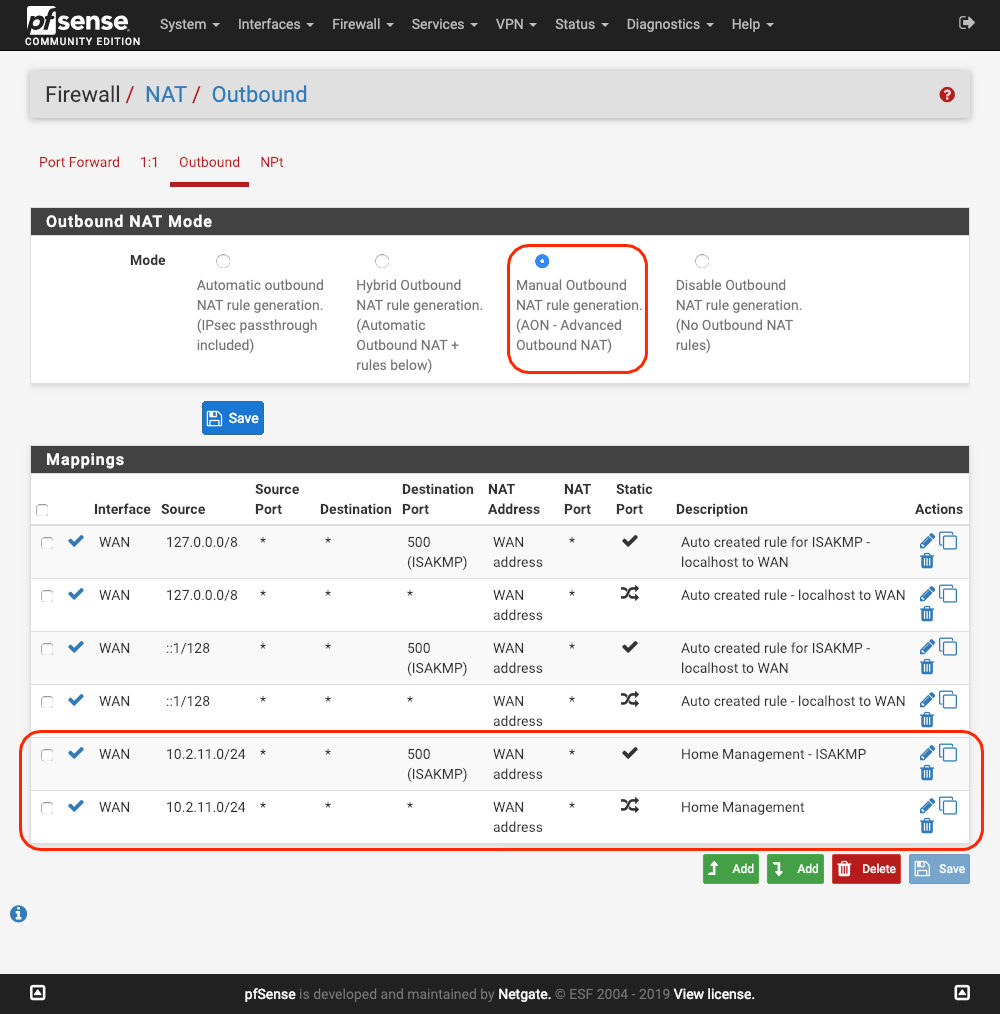 pfsense
COMMUNITY EDITION
System Interfaces Firewall Services VPN Status Diagnostics Help
Firewall / NAT / Outbound
Port Forward 1:1 Outbound NPt
Outbound NAT Mode
Mode
Automatic outbound
NAT rule generation.
(IPsec passthrough
included)
Hybrid Outbound
NAT rule generation.
(Automatic
Outbound NAT +
rules below)
Manual Outbound
NAT rule generation.
(AON - Advanced
Outbound NAT)
Disable Outbound
NAT rule generation.
(No Outbound NAT
rules)
Save
Mappings
Interface Source Source Port Destination Destination Port NAT Address NAT Port Static Port Description Actions
WAN 127.0.0.0/8 * * 500 WAN * Auto created rule for ISAKMP -
(ISAKMP) address localhost to WAN
WAN 127.0.0.0/8 * * * WAN * Auto created rule - localhost to WAN
address
WAN ::1/128 * * 500 WAN * Auto created rule for ISAKMP -
(ISAKMP) address localhost to WAN
WAN ::1/128 * * * WAN * Auto created rule - localhost to WAN
address
WAN 10.2.11.0/24 * * 500 WAN * Home Management - ISAKMP
(ISAKMP) address
WAN 10.2.11.0/24 * * * WAN * Home Management
address
Add Add Delete Save
pfSense is developed and maintained by Netgate. © ESF 2004 - 2019 View license.